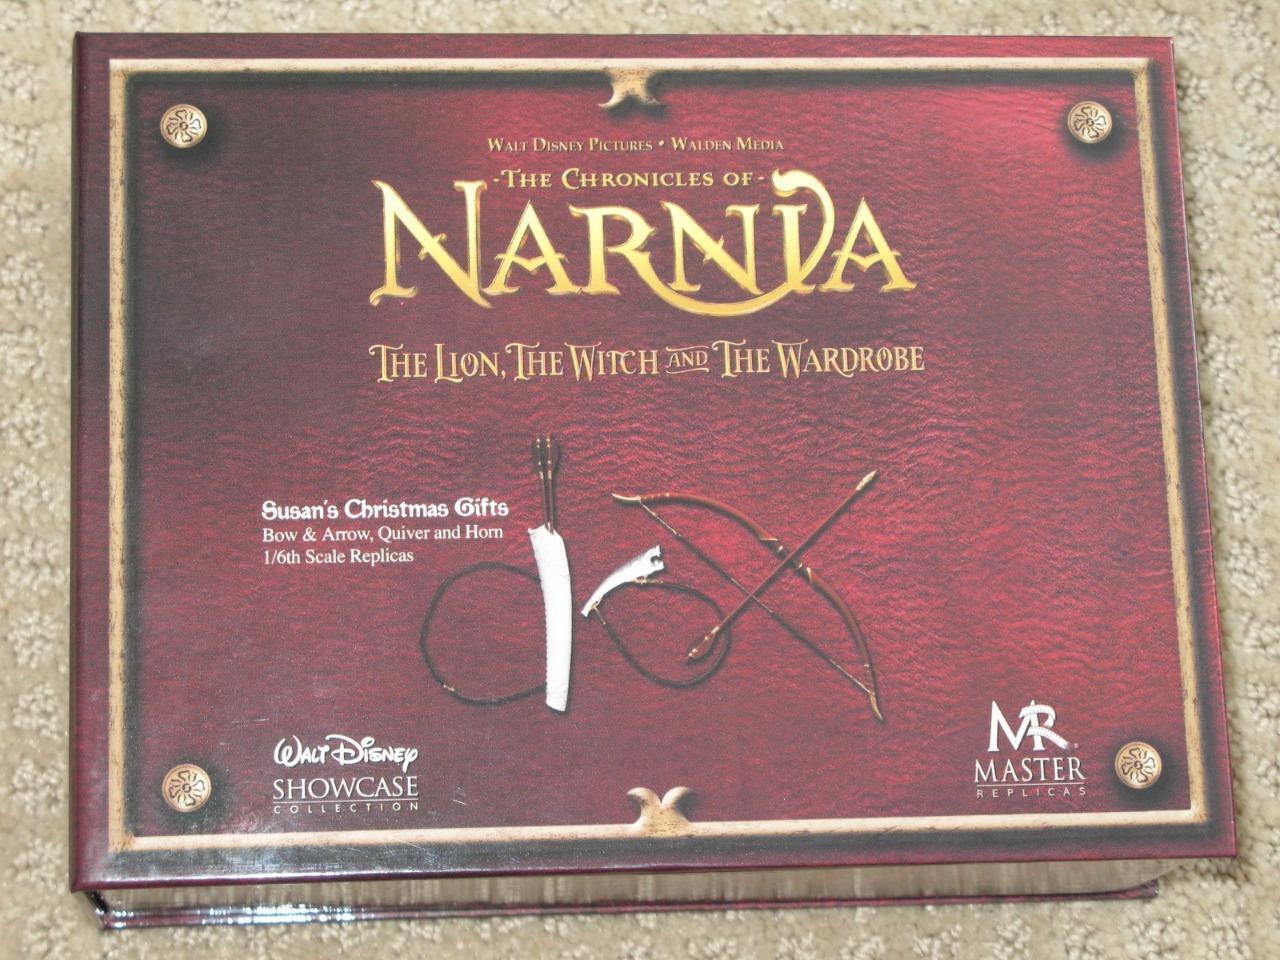 WALT DISNEY PICTURES • WALDEN MEDIA
-THE CHRONICLES OF-
NARNIA
THE LION, THE WITCH AND THE WARDROBE
Susan's Christmas Gifts
Bow & Arrow, Quiver and Horn
1/6th Scale Replicas
WALT DISNEY
SHOWCASE
COLLECTION
MR
MASTER
REPLICAS